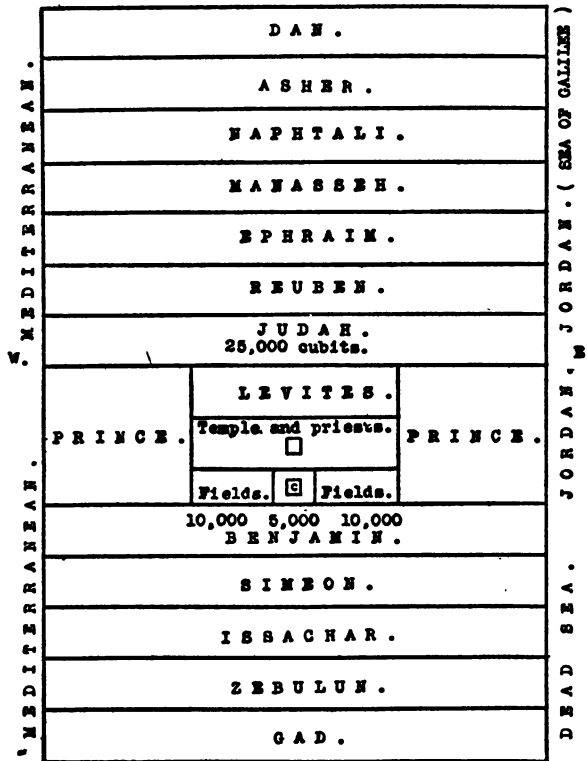 DAN.
ASHER.
NAPHTALI.
MANASSEH.
EPHRAIM.
REUBEN.
JUDAH.
25,000 cubits.
LEVITES.
PRINCE.
Temple and priests.
PRINCE.
Fields.
C
Fields.
10,000 5,000 10,000
BENJAMIN.
SIMEON.
ISSACHAR.
ZEBULUN.
GAD.
MEDITERRANEAN.
W.
MEDITERRANEAN.
JORDAN. (SEA OF GALILEE)
JORDAN.
DEAD SEA.